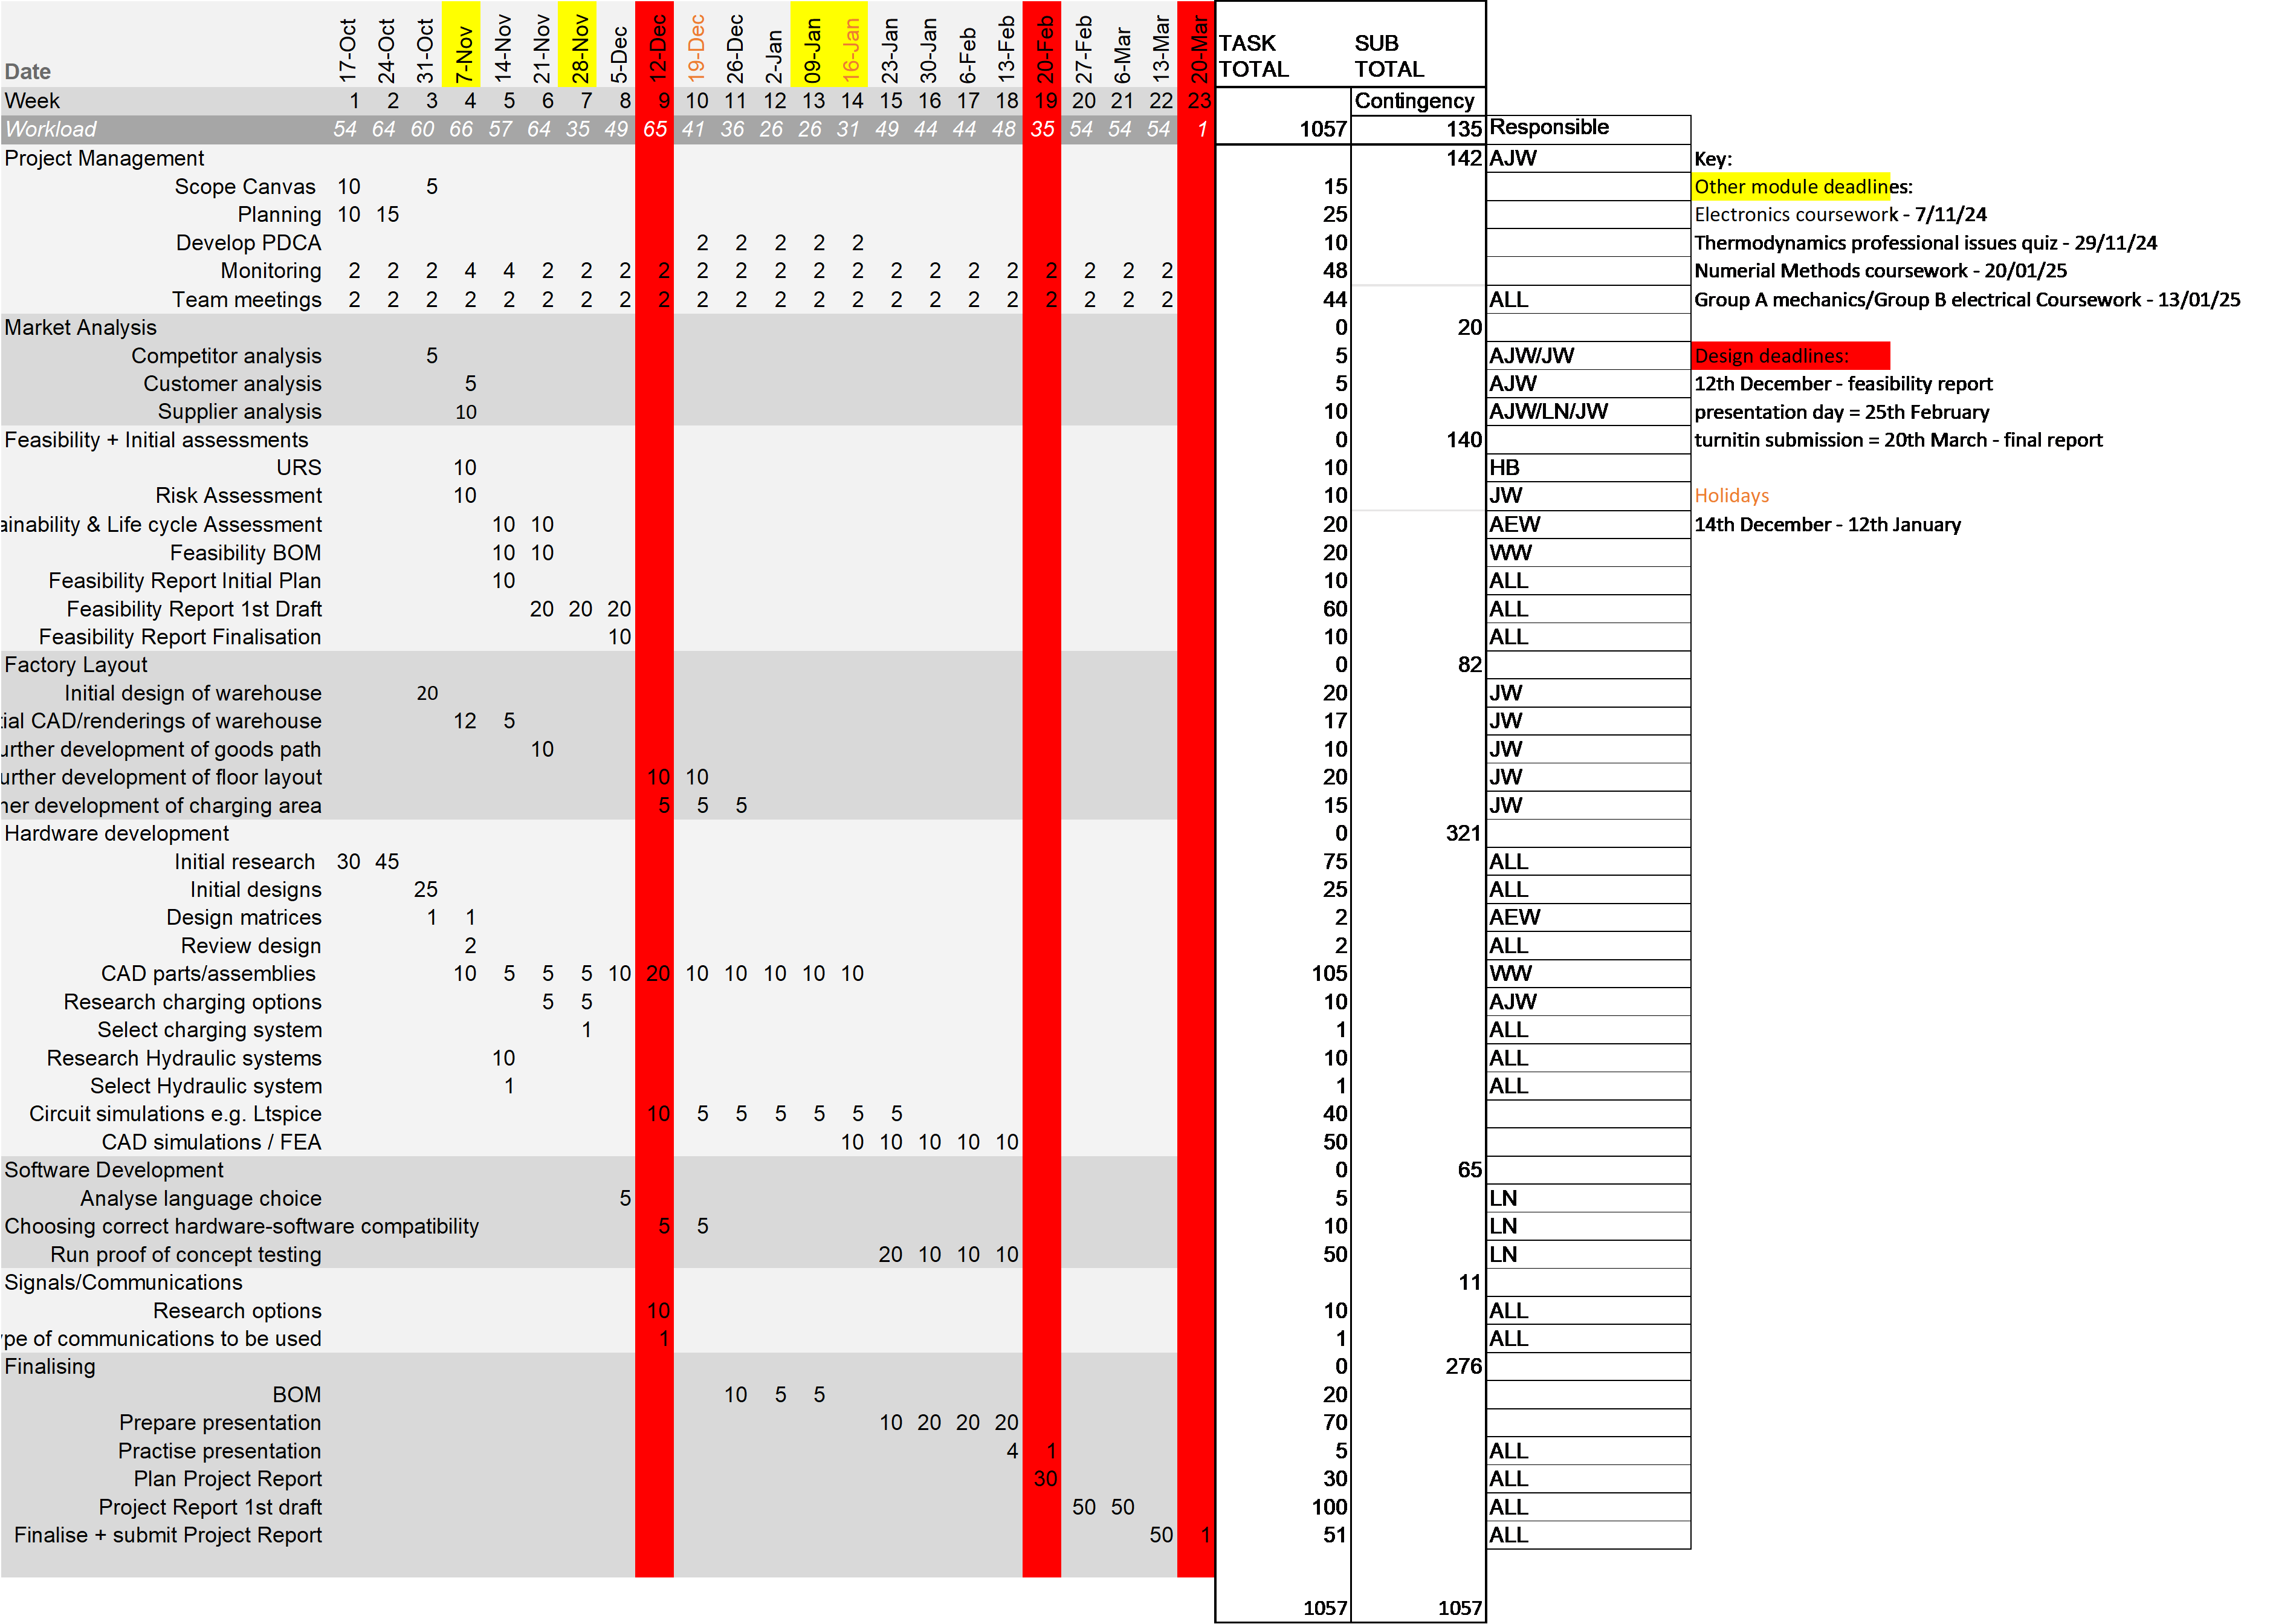 Date 17-Oct 24-Oct 31-Oct 7-Nov 14-Nov 21-Nov 28-Nov 5-Dec 12-Dec 19-Dec 26-Dec 2-Jan 09-Jan 16-Jan 23-Jan 30-Jan 6-Feb 13-Feb 20-Feb 27-Feb 6-Mar 13-Mar 20-Mar TASK TOTAL SUB TOTAL
Week 1 2 3 4 5 6 7 8 9 10 11 12 13 14 15 16 17 18 19 20 21 22 23 Contingency
Workload 54 64 60 66 57 64 35 49 65 41 36 26 26 31 49 44 44 48 35 54 54 54 1 1057 135 Responsible
Project Management 142 AJW Key:
Scope Canvas 10 5 15 Other module deadlines:
Planning 10 15 25 Electronics coursework - 7/11/24
Develop PDCA 2 2 2 2 2 10 Thermodynamics professional issues quiz - 29/11/24
Monitoring 2 2 2 4 4 2 2 2 2 2 2 2 2 2 2 2 2 2 2 2 2 2 48 Numerial Methods coursework - 20/01/25
Team meetings 2 2 2 2 2 2 2 2 2 2 2 2 2 2 2 2 2 2 2 2 2 2 44 ALL Group A mechanics/Group B electrical Coursework - 13/01/25
Market Analysis 0 20
Competitor analysis 5 5 AJW/JW Design deadlines:
Customer analysis 5 5 AJW 12th December - feasibility report
Supplier analysis 10 10 AJW/LN/JW presentation day = 25th February
Feasibility + Initial assessments 0 140 turnitin submission = 20th March - final report
URS 10 10 HB
Risk Assessment 10 10 JW Holidays
ainability & Life cycle Assessment 10 10 20 AEW 14th December - 12th January
Feasibility BOM 10 10 20 WW
Feasibility Report Initial Plan 10 10 ALL
Feasibility Report 1st Draft 20 20 20 60 ALL
Feasibility Report Finalisation 10 10 ALL
Factory Layout 0 82
Initial design of warehouse 20 20 JW
tial CAD/renderings of warehouse 12 5 17 JW
urther development of goods path 10 10 JW
urther development of floor layout 10 10 20 JW
her development of charging area 5 5 5 15 JW
Hardware development 0 321
Initial research 30 45 75 ALL
Initial designs 25 25 ALL
Design matrices 1 1 2 AEW
Review design 2 2 ALL
CAD parts/assemblies 10 5 5 5 10 20 10 10 10 10 10 105 WW
Research charging options 5 5 10 AJW
Select charging system 1 1 ALL
Research Hydraulic systems 10 10 ALL
Select Hydraulic system 1 1 ALL
Circuit simulations e.g. Ltspice 10 5 5 5 5 5 5 40
CAD simulations / FEA 10 10 10 10 10 50
Software Development 0 65
Analyse language choice 5 5 LN
Choosing correct hardware-software compatibility 5 5 10 LN
Run proof of concept testing 20 10 10 10 50 LN
Signals/Communications 11
Research options 10 10 ALL
ype of communications to be used 1 1 ALL
Finalising 0 276
BOM 10 5 5 20
Prepare presentation 10 20 20 20 70
Practise presentation 4 1 5 ALL
Plan Project Report 30 30 ALL
Project Report 1st draft 50 50 100 ALL
Finalise + submit Project Report 50 1 51 ALL
1057 1057